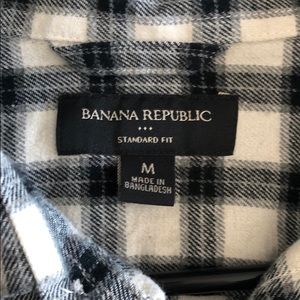 BANANA REPUBLIC
STANDARD FIT
M
MADE IN
BANGLADESH